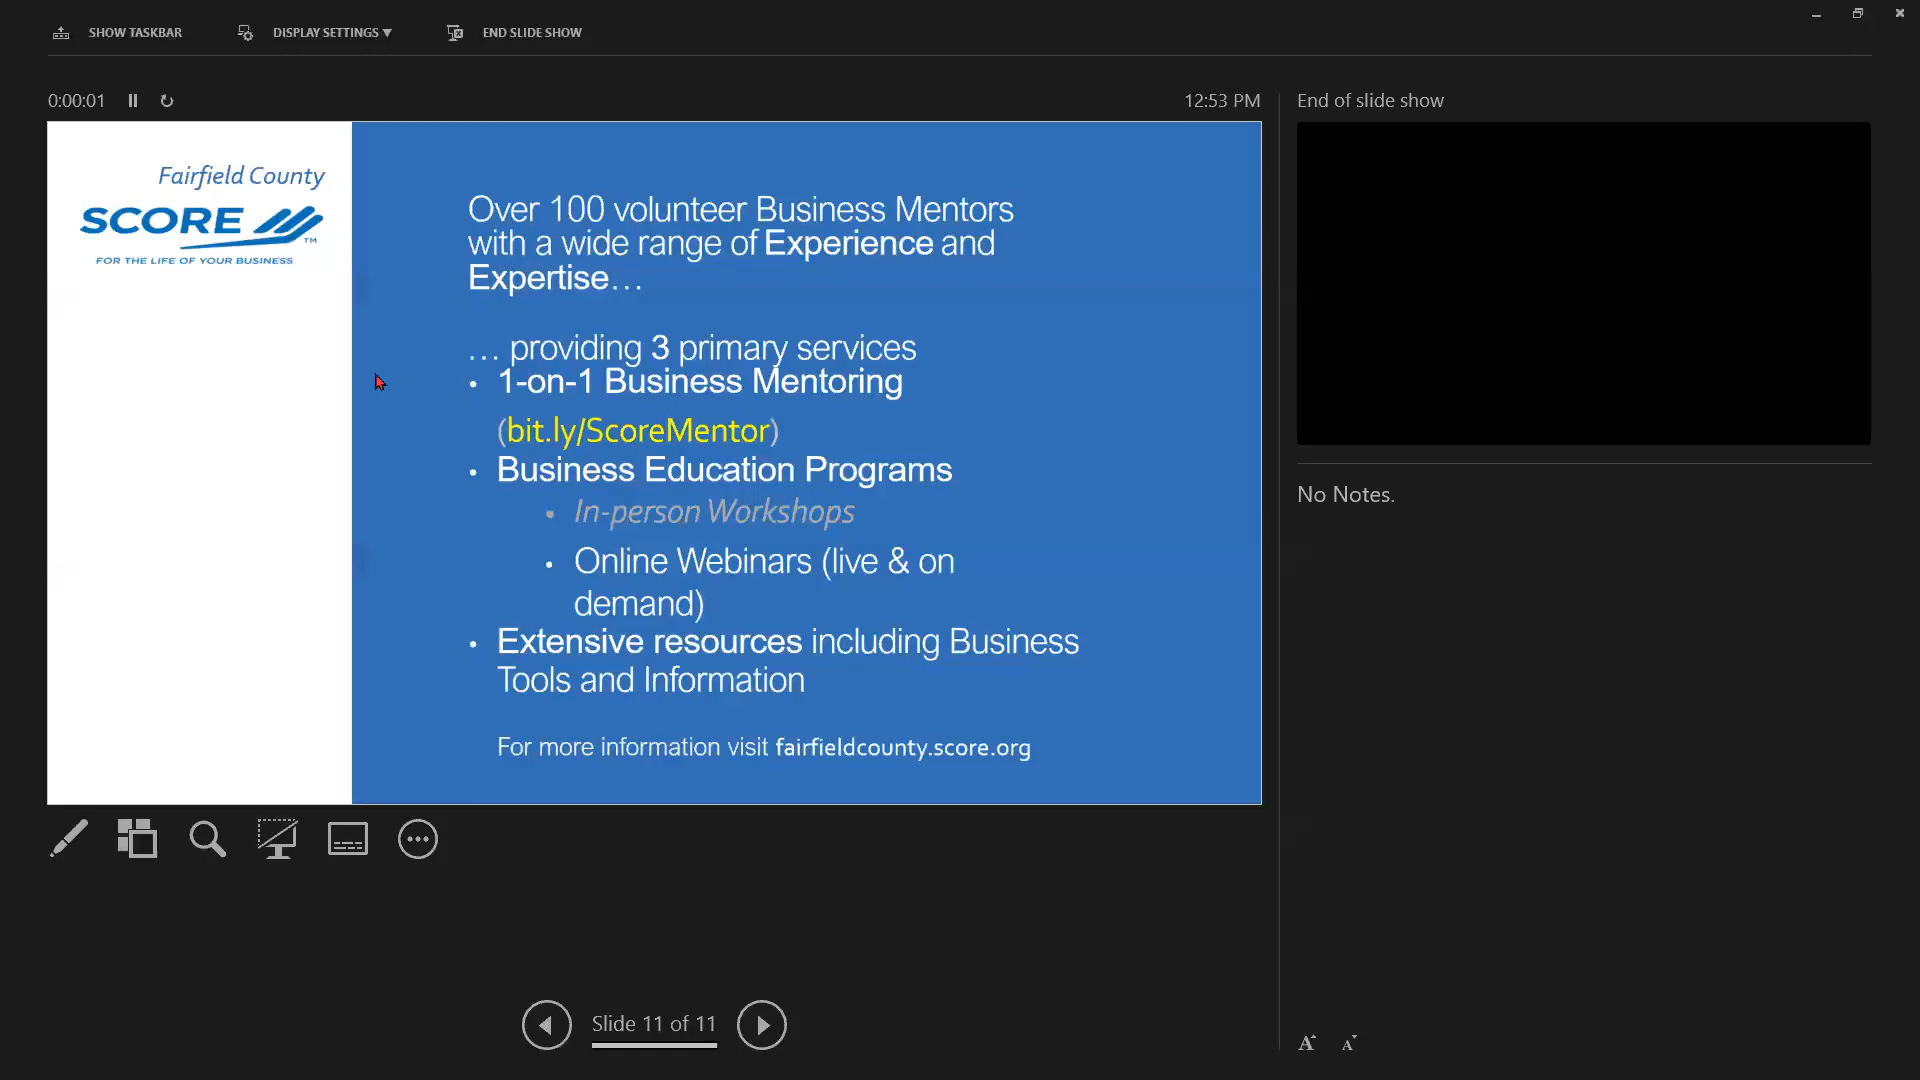 SHOW TASKBAR
DISPLAY SETTINGS ▼
END SLIDE SHOW
0:00:01
12:53 PM
End of slide show
Fairfield County
SCORE TM
FOR THE LIFE OF YOUR BUSINESS
Over 100 volunteer Business Mentors
with a wide range of Experience and
Expertise…
… providing 3 primary services
• 1-on-1 Business Mentoring
(bit.ly/ScoreMentor)
• Business Education Programs
• In-person Workshops
• Online Webinars (live & on
demand)
• Extensive resources including Business
Tools and Information
For more information visit fairfieldcounty.score.org
No Notes.
Slide 11 of 11
A A